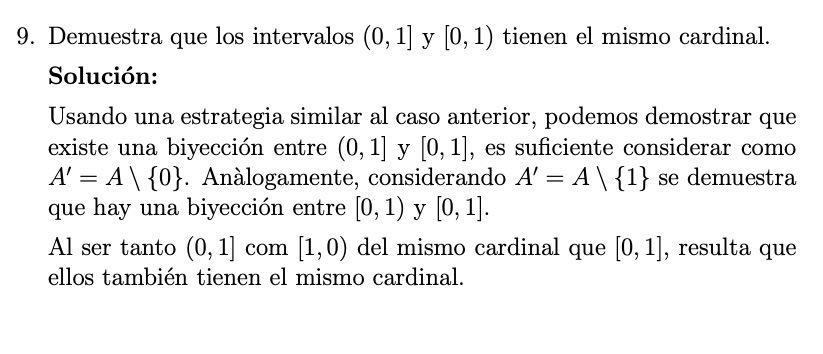 9. Demuestra que los intervalos (0, 1] y [0, 1) tienen el mismo cardinal.
Solución:
Usando una estrategia similar al caso anterior, podemos demostrar que
existe una biyección entre (0, 1] y [0, 1], es suficiente considerar como
A′ = A \ {0}. Anàlogamente, considerando A′ = A \ {1} se demuestra
que hay una biyección entre [0, 1) y [0, 1].
Al ser tanto (0, 1] com [1, 0) del mismo cardinal que [0, 1], resulta que
ellos también tienen el mismo cardinal.